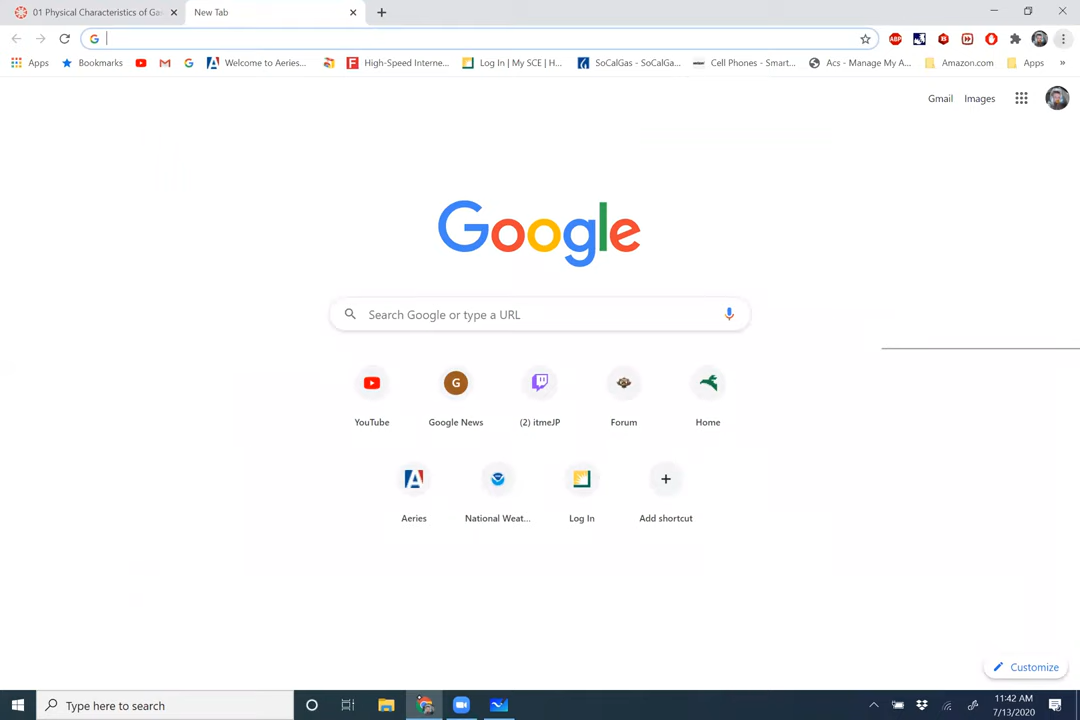 01 Physical Characteristics of Gas
New Tab
Apps
Bookmarks
Welcome to Aeries...
High-Speed Interne...
Log In | My SCE | H...
SoCalGas - SoCalGa...
Cell Phones - Smart...
Acs - Manage My A...
Amazon.com
Apps
»
Gmail
Images
Google
Search Google or type a URL
YouTube
G
Google News
(2) itmeJP
Forum
Home
Aeries
National Weat...
Log In
Add shortcut
Customize
Type here to search
11:42 AM
7/13/2020